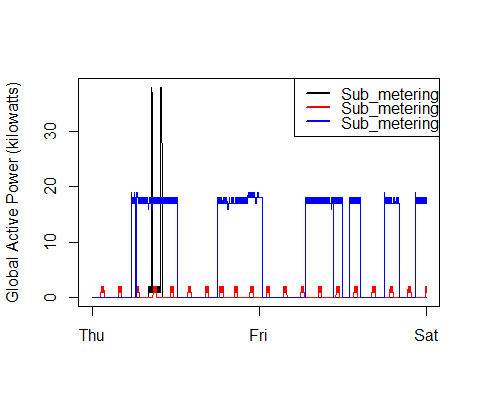 Global Active Power (kilowatts)
30
20
10
0
Sub_metering
Sub_metering
Sub_metering
Thu
Fri
Sat